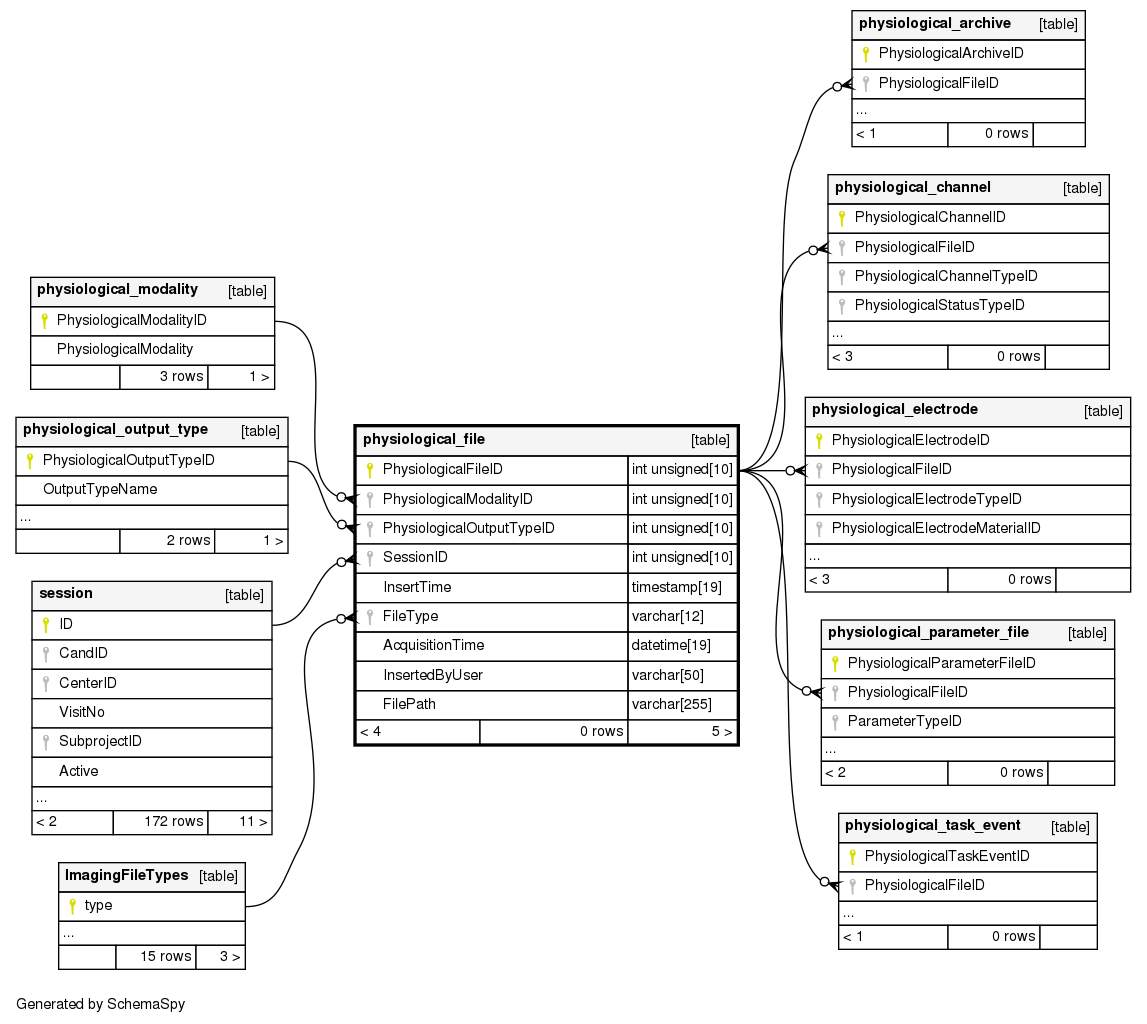 physiological_archive [table]
PhysiologicalArchiveID
PhysiologicalFileID
...
< 1 0 rows
physiological_channel [table]
PhysiologicalChannelID
PhysiologicalFileID
PhysiologicalChannelTypeID
PhysiologicalStatusTypeID
...
< 3 0 rows
physiological_modality [table]
PhysiologicalModalityID
PhysiologicalModality
3 rows 1 >
physiological_output_type [table]
PhysiologicalOutputTypeID
OutputTypeName
...
2 rows 1 >
session [table]
ID
CandID
CenterID
VisitNo
SubprojectID
Active
...
< 2 172 rows 11 >
ImagingFileTypes [table]
type
...
15 rows 3 >
physiological_file [table]
PhysiologicalFileID int unsigned[10]
PhysiologicalModalityID int unsigned[10]
PhysiologicalOutputTypeID int unsigned[10]
SessionID int unsigned[10]
InsertTime timestamp[19]
FileType varchar[12]
AcquisitionTime datetime[19]
InsertedByUser varchar[50]
FilePath varchar[255]
< 4 0 rows 5 >
physiological_electrode [table]
PhysiologicalElectrodeID
PhysiologicalFileID
PhysiologicalElectrodeTypeID
PhysiologicalElectrodeMaterialID
...
< 3 0 rows
physiological_parameter_file [table]
PhysiologicalParameterFileID
PhysiologicalFileID
ParameterTypeID
...
< 2 0 rows
physiological_task_event [table]
PhysiologicalTaskEventID
PhysiologicalFileID
...
< 1 0 rows
Generated by SchemaSpy